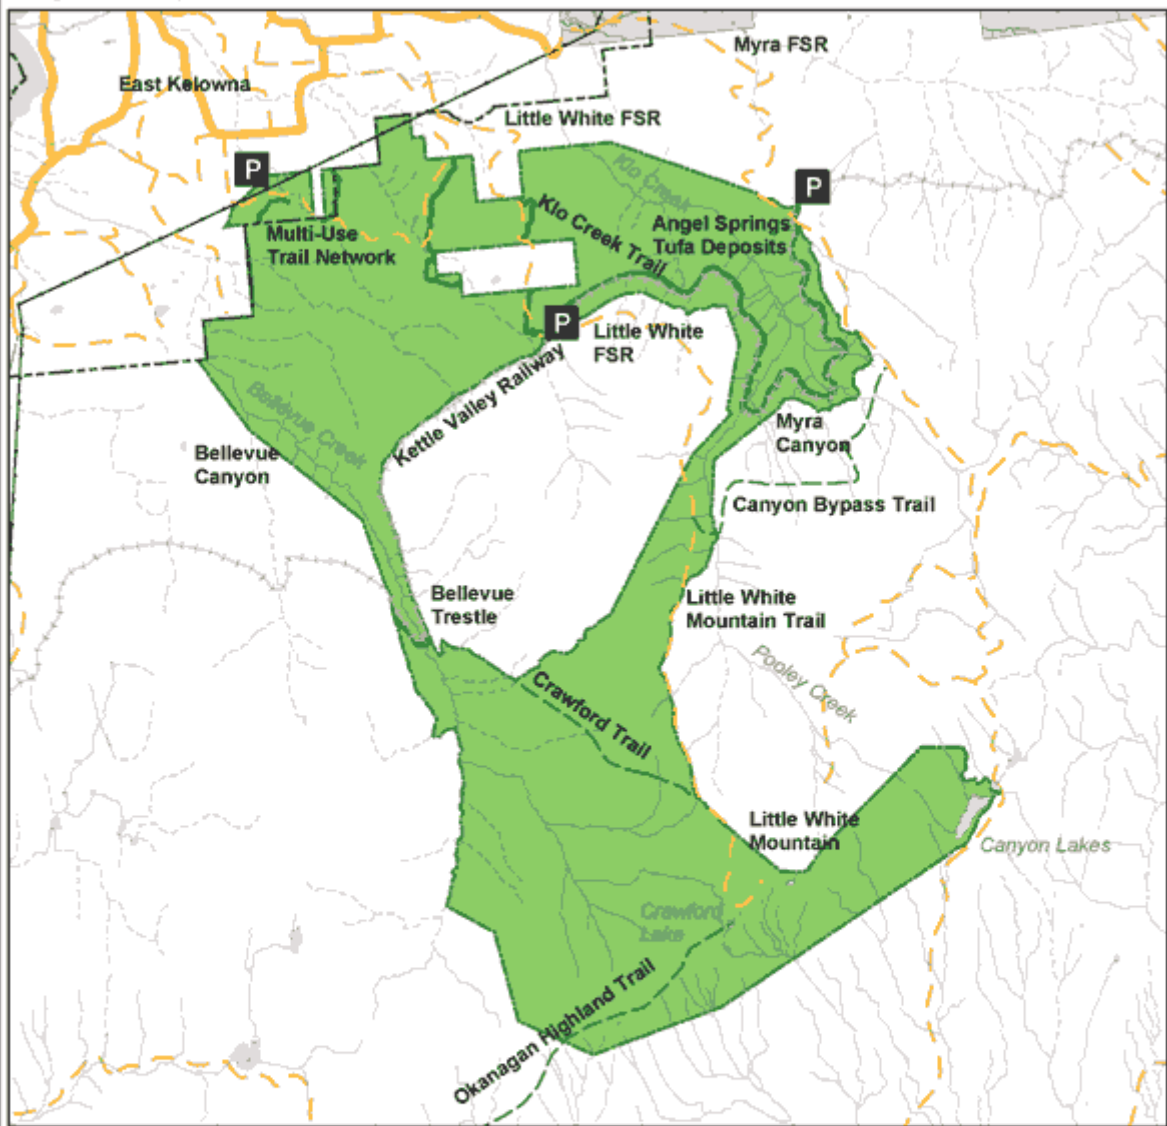 Myra FSR
East Kelowna
Little White FSR
P
Klo Creek
P
Klo Creek Trail
Angel Springs
Tufa Deposits
Multi-Use
Trail Network
P
Little White
FSR
Kettle Valley Railway
Bellevue Creek
Myra
Canyon
Bellevue
Canyon
Canyon Bypass Trail
Bellevue
Trestle
Little White
Mountain Trail
Pooley Creek
Crawford Trail
Little White
Mountain
Canyon Lakes
Crawford
Lake
Okanagan Highland Trail